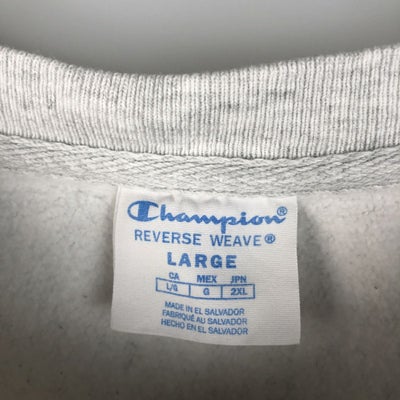 Champion®
REVERSE WEAVE®
LARGE
CA MEX JPN
L/G G 2XL
MADE IN EL SALVADOR
FABRIQUÉ AU SALVADOR
HECHO EN EL SALVADOR